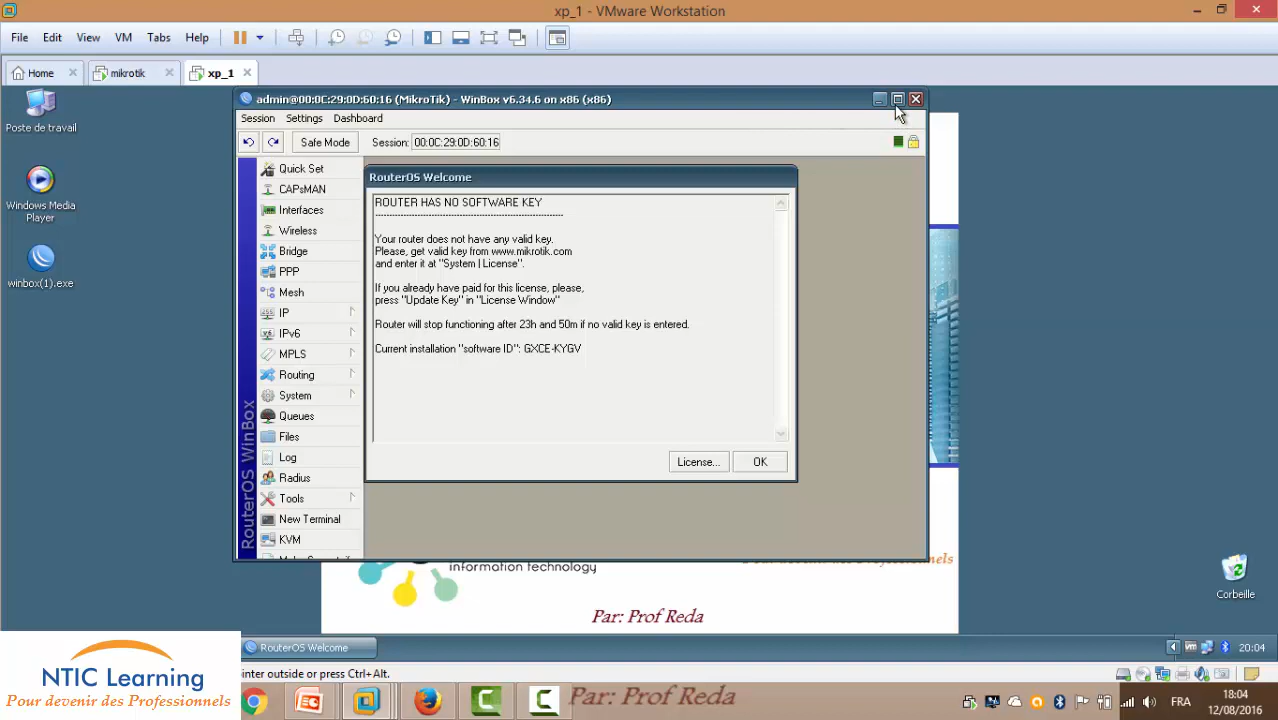 xp_1 - VMware Workstation
File Edit View VM Tabs Help
Home mikrotik xp_1
Poste de travail
Windows Media
Player
winbox(1).exe
admin@00:0C:29:0D:60:16 (MikroTik) - WinBox v6.34.6 on x86 (x86)
Session Settings Dashboard
Safe Mode Session: 00:0C:29:0D:60:16
Quick Set
CAPsMAN
Interfaces
Wireless
Bridge
PPP
Mesh
IP
IPv6
MPLS
Routing
System
Queues
Files
Log
Radius
Tools
New Terminal
KVM
RouterOS WinBox
RouterOS Welcome
ROUTER HAS NO SOFTWARE KEY
Your router does not have any valid key.
Please, get valid key from www.mikrotik.com
and enter it at "System | License".
If you already have paid for this license, please,
press "Update Key" in "License Window"
Router will stop functioning after 23h and 50m if no valid key is entered.
Current installation "software ID": GXCE-KYGV
License... OK
information technology
Par: Prof Reda
Corbeille
RouterOS Welcome
20:04
inter outside or press Ctrl+Alt.
NTIC Learning
Pour devenir des Professionnels
Par: Prof Reda
FRA
18:04
12/08/2016